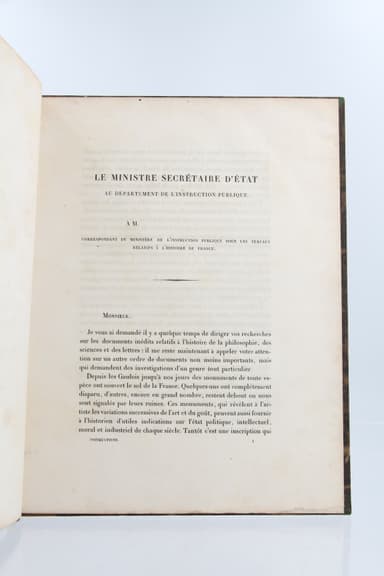 LE MINISTRE SECRÉTAIRE D'ÉTAT
AU DÉPARTEMENT DE L'INSTRUCTION PUBLIQUE
A M.
CORRESPONDANT DU MINISTÈRE DE L'INSTRUCTION PUBLIQUE POUR LES TRAVAUX
RELATIFS À L'HISTOIRE DE FRANCE.
MONSIEUR,
Je vous ai demandé il y a quelque temps de diriger vos recherches
sur les documents inédits relatifs à l'histoire de la philosophie, des
sciences et des lettres : il me reste maintenant à appeler votre atten-
tion sur un autre ordre de documents non moins importants, mais
qui demandent des investigations d'un genre tout particulier.
Depuis les Gaulois jusqu'à nos jours des monuments de toute es-
pèce ont couvert le sol de la France. Quelques-uns ont complétement
disparu, d'autres, encore en grand nombre, restent debout ou nous
sont signalés par leurs ruines. Ces monuments, qui révèlent à l'ar-
tiste les variations successives de l'art et du goût, peuvent aussi fournir
à l'historien d'utiles indications sur l'état politique, intellectuel,
moral et industriel de chaque siècle. Tantôt c'est une inscription qui
INSTRUCTIONS. 1